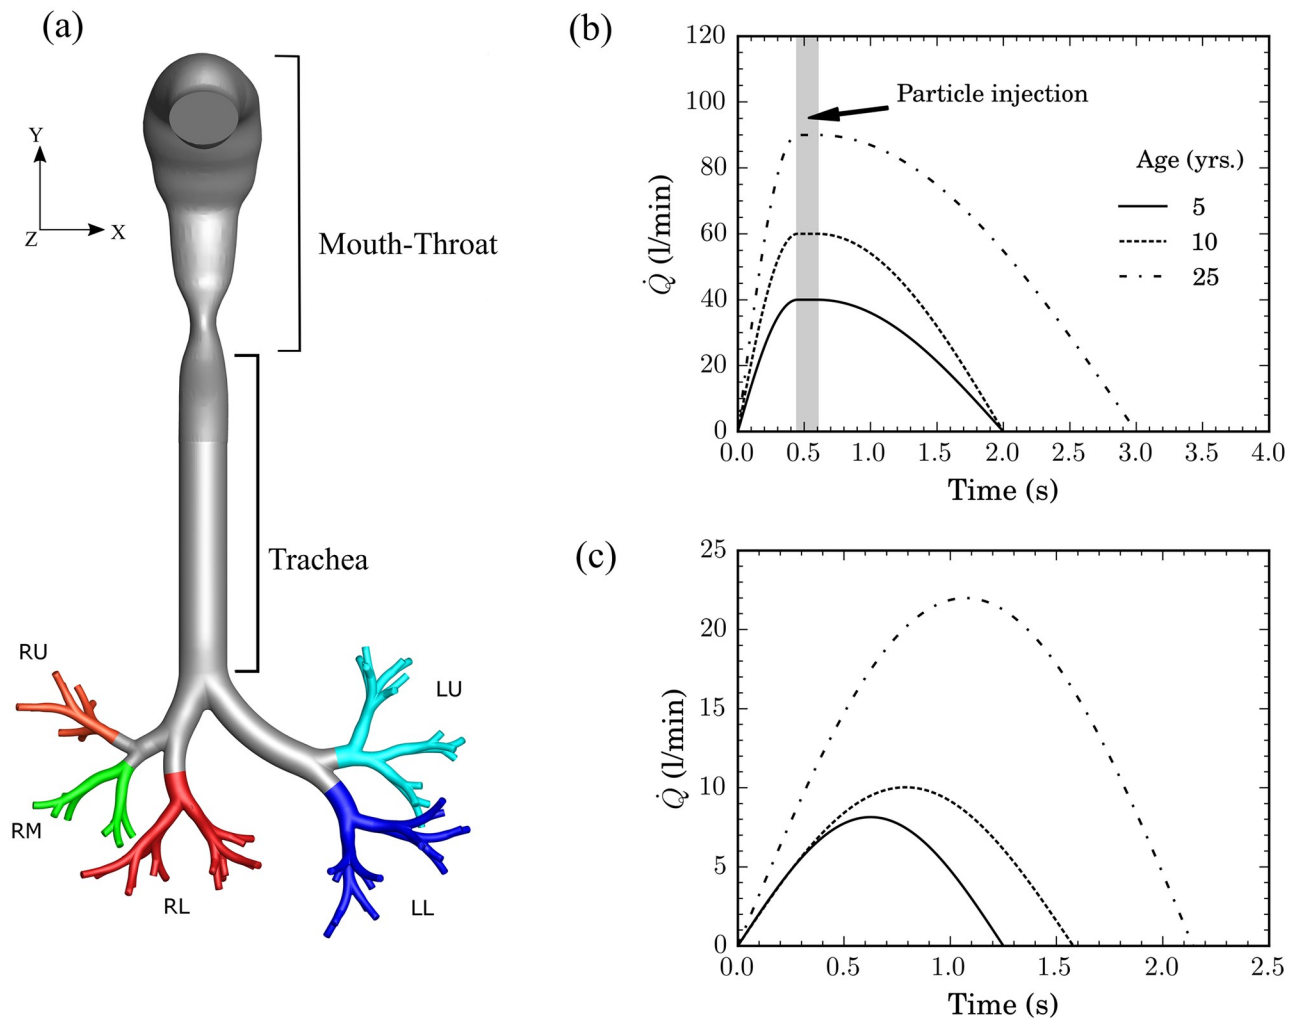 (a)
Y
Z
X
Mouth-Throat
Trachea
RU
LU
RM
RL
LL
(b)
120
100
80
60
40
20
0
Q̇ (l/min)
Particle injection
Age (yrs.)
5
10
25
0.0 0.5 1.0 1.5 2.0 2.5 3.0 3.5 4.0
Time (s)
(c)
25
20
15
10
5
0
Q̇ (l/min)
0.0 0.5 1.0 1.5 2.0 2.5
Time (s)